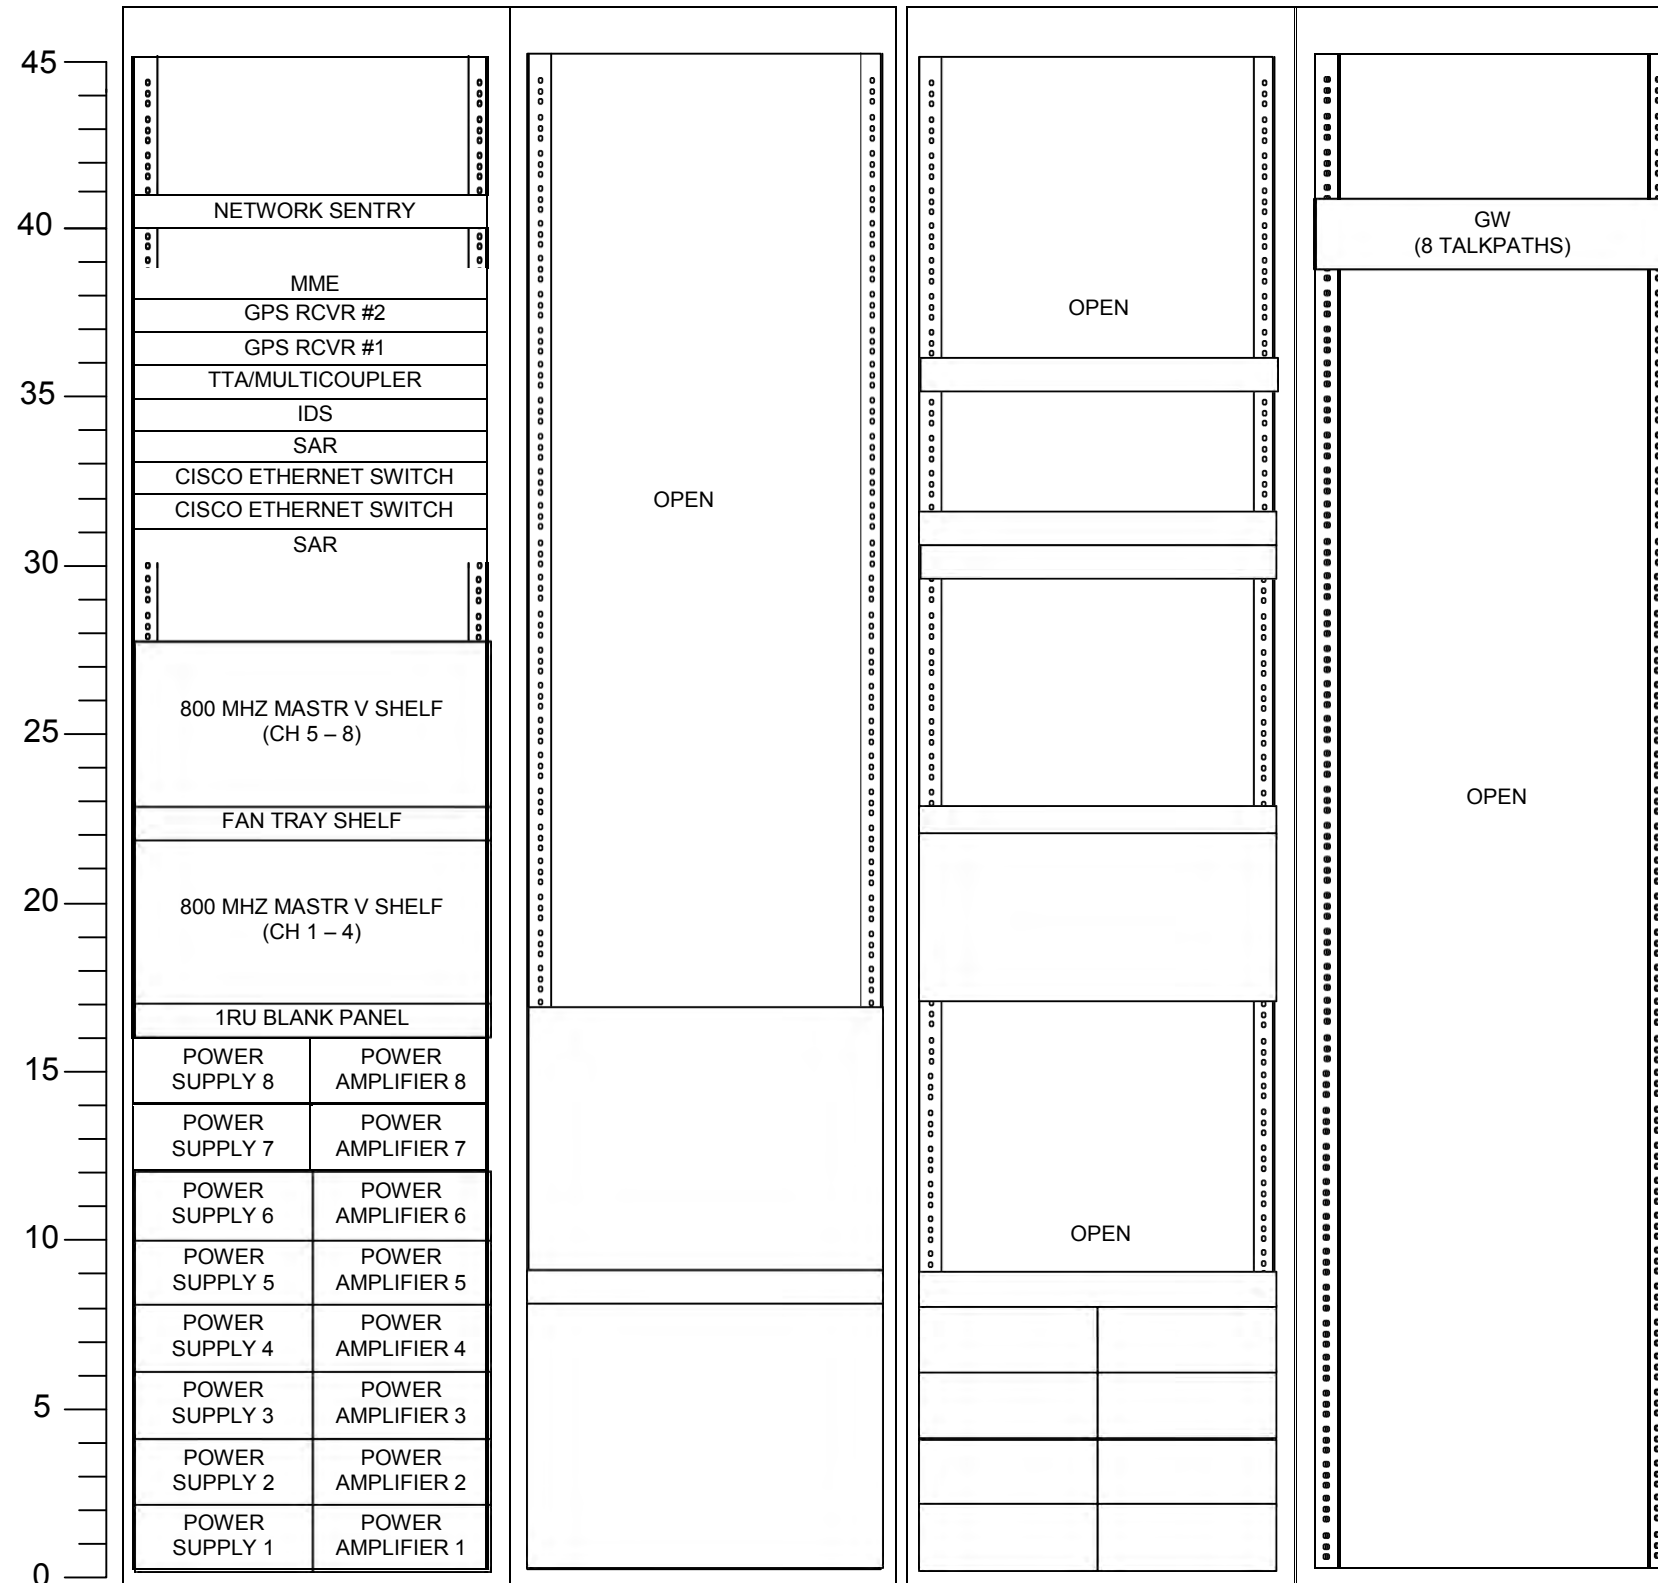 45
40
35
30
25
20
15
10
5
0
NETWORK SENTRY
MME
GPS RCVR #2
GPS RCVR #1
TTA/MULTICOUPLER
IDS
SAR
CISCO ETHERNET SWITCH
CISCO ETHERNET SWITCH
SAR
800 MHZ MASTR V SHELF
(CH 5 – 8)
FAN TRAY SHELF
800 MHZ MASTR V SHELF
(CH 1 – 4)
1RU BLANK PANEL
POWER
SUPPLY 8
POWER
AMPLIFIER 8
POWER
SUPPLY 7
POWER
AMPLIFIER 7
POWER
SUPPLY 6
POWER
AMPLIFIER 6
POWER
SUPPLY 5
POWER
AMPLIFIER 5
POWER
SUPPLY 4
POWER
AMPLIFIER 4
POWER
SUPPLY 3
POWER
AMPLIFIER 3
POWER
SUPPLY 2
POWER
AMPLIFIER 2
POWER
SUPPLY 1
POWER
AMPLIFIER 1
OPEN
OPEN
OPEN
GW
(8 TALKPATHS)
OPEN